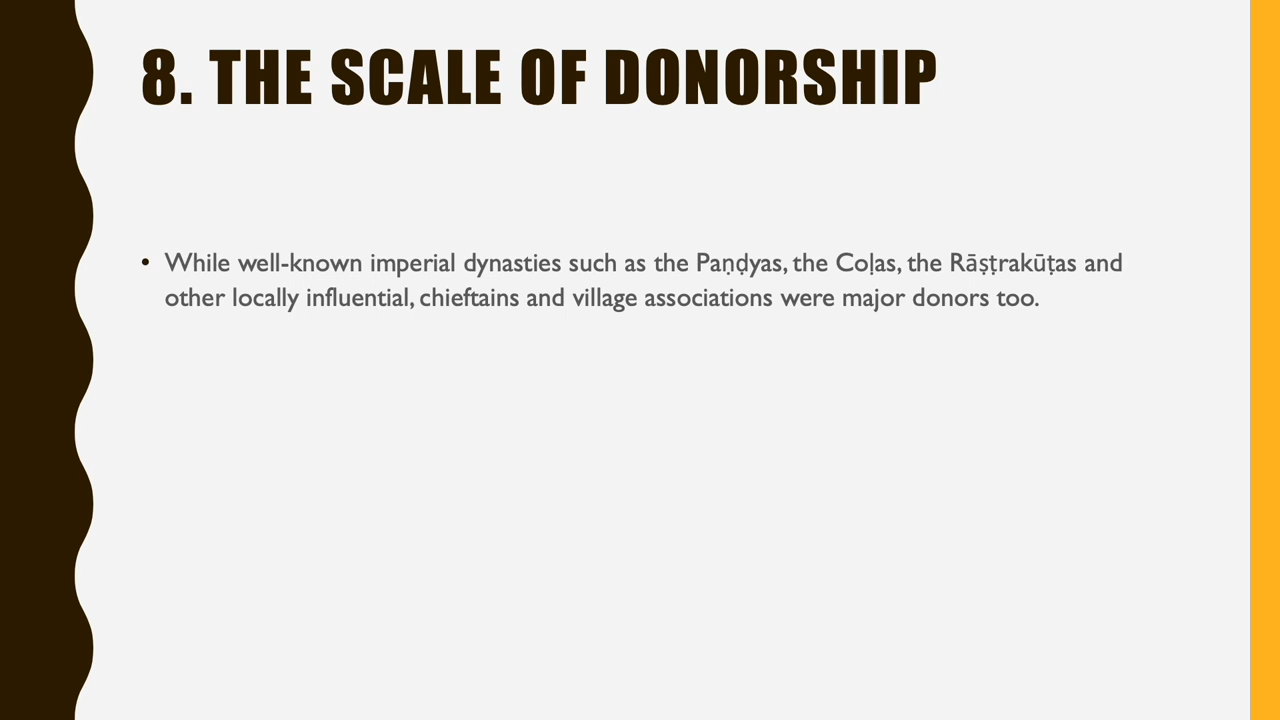 8. THE SCALE OF DONORSHIP
• While well-known imperial dynasties such as the Paṇḍyas, the Coḷas, the Rāṣṭrakūṭas and
other locally influential, chieftains and village associations were major donors too.